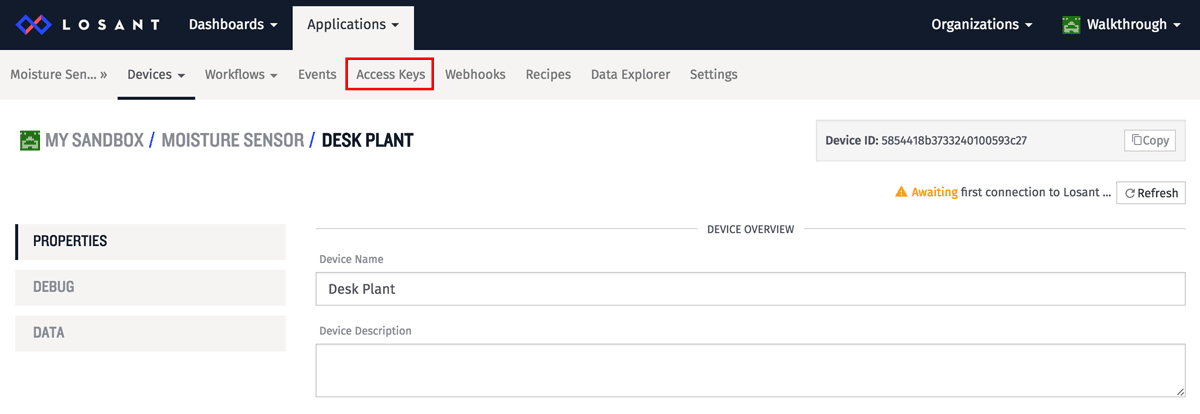 LOSANT Dashboards Applications Organizations Walkthrough
Moisture Sen... » Devices Workflows Events Access Keys Webhooks Recipes Data Explorer Settings
MY SANDBOX / MOISTURE SENSOR / DESK PLANT
Device ID: 5854418b3733240100593c27 Copy
Awaiting first connection to Losant ... Refresh
PROPERTIES
DEBUG
DATA
DEVICE OVERVIEW
Device Name
Desk Plant
Device Description